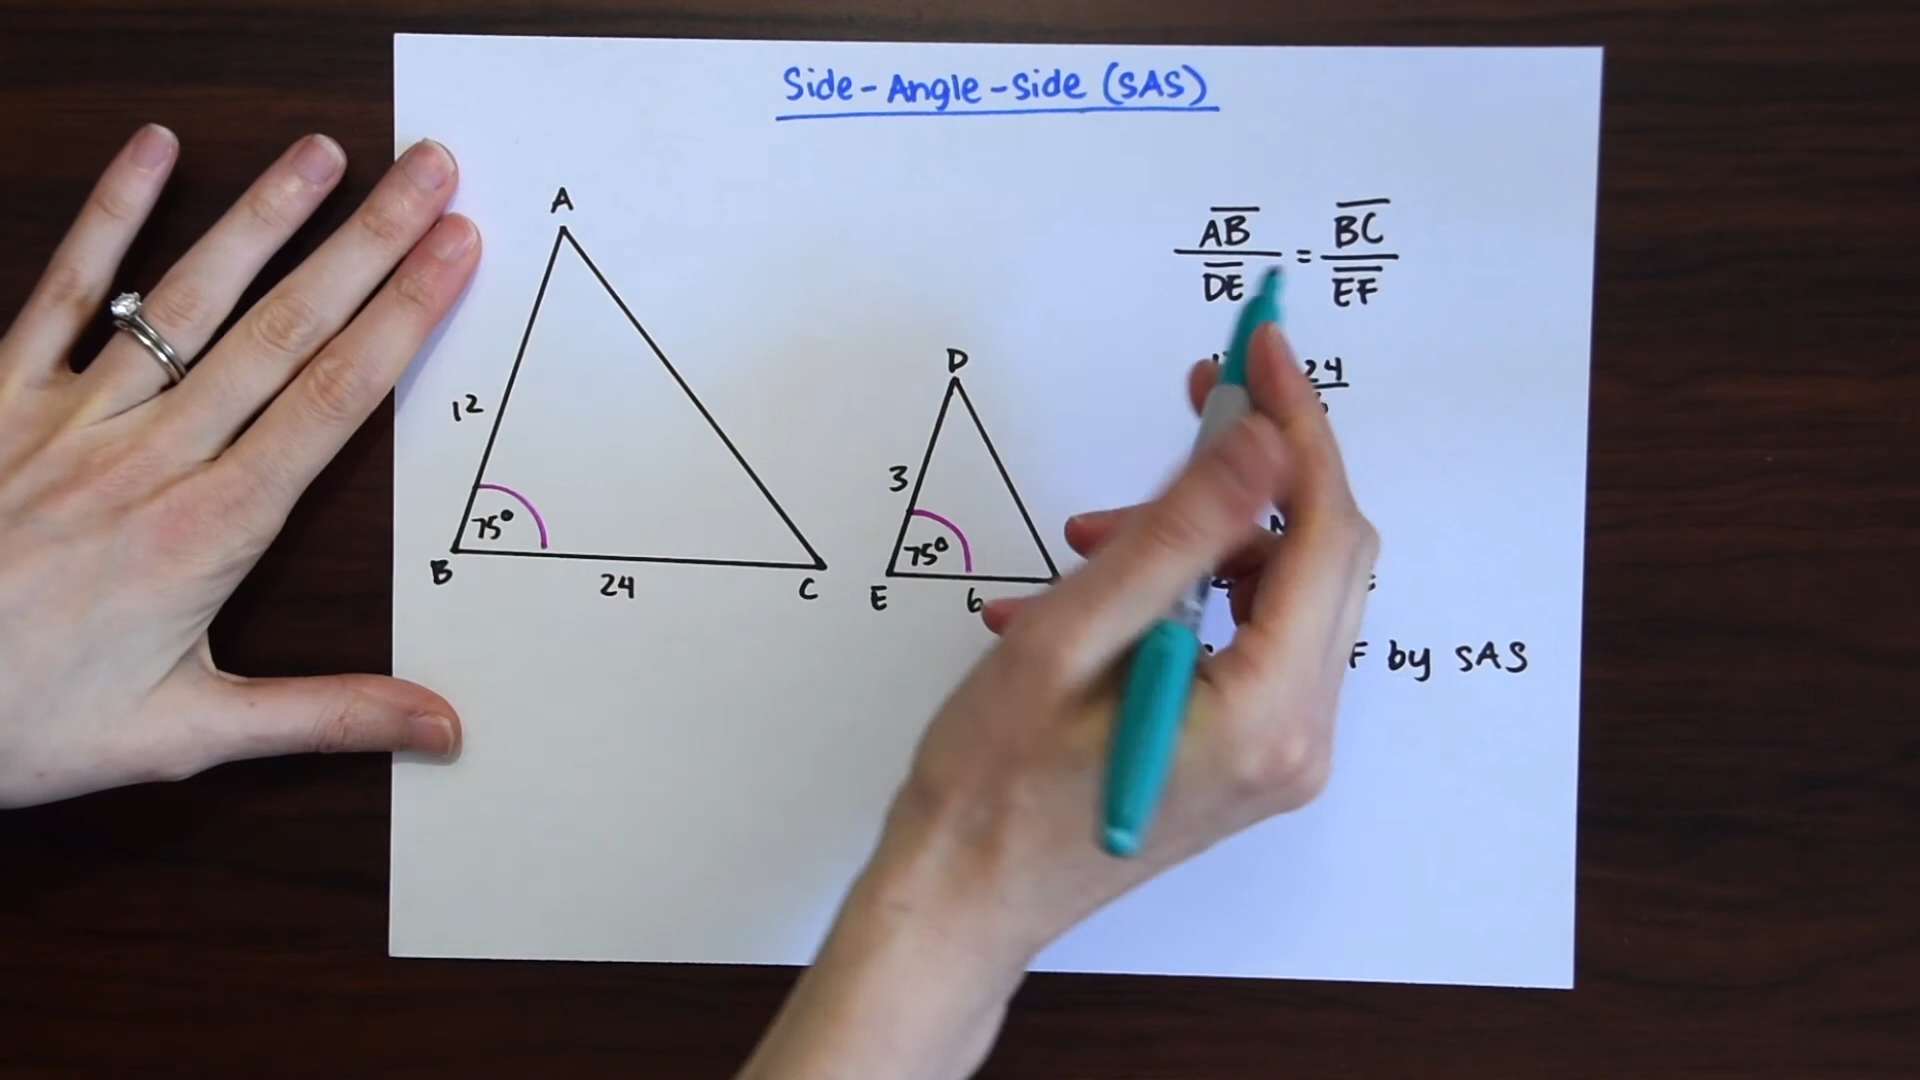 Side-Angle-Side (SAS)
A
AB = BC
DE EF
D
12
24
3
75°
75°
B
24
C
E
6
F by SAS